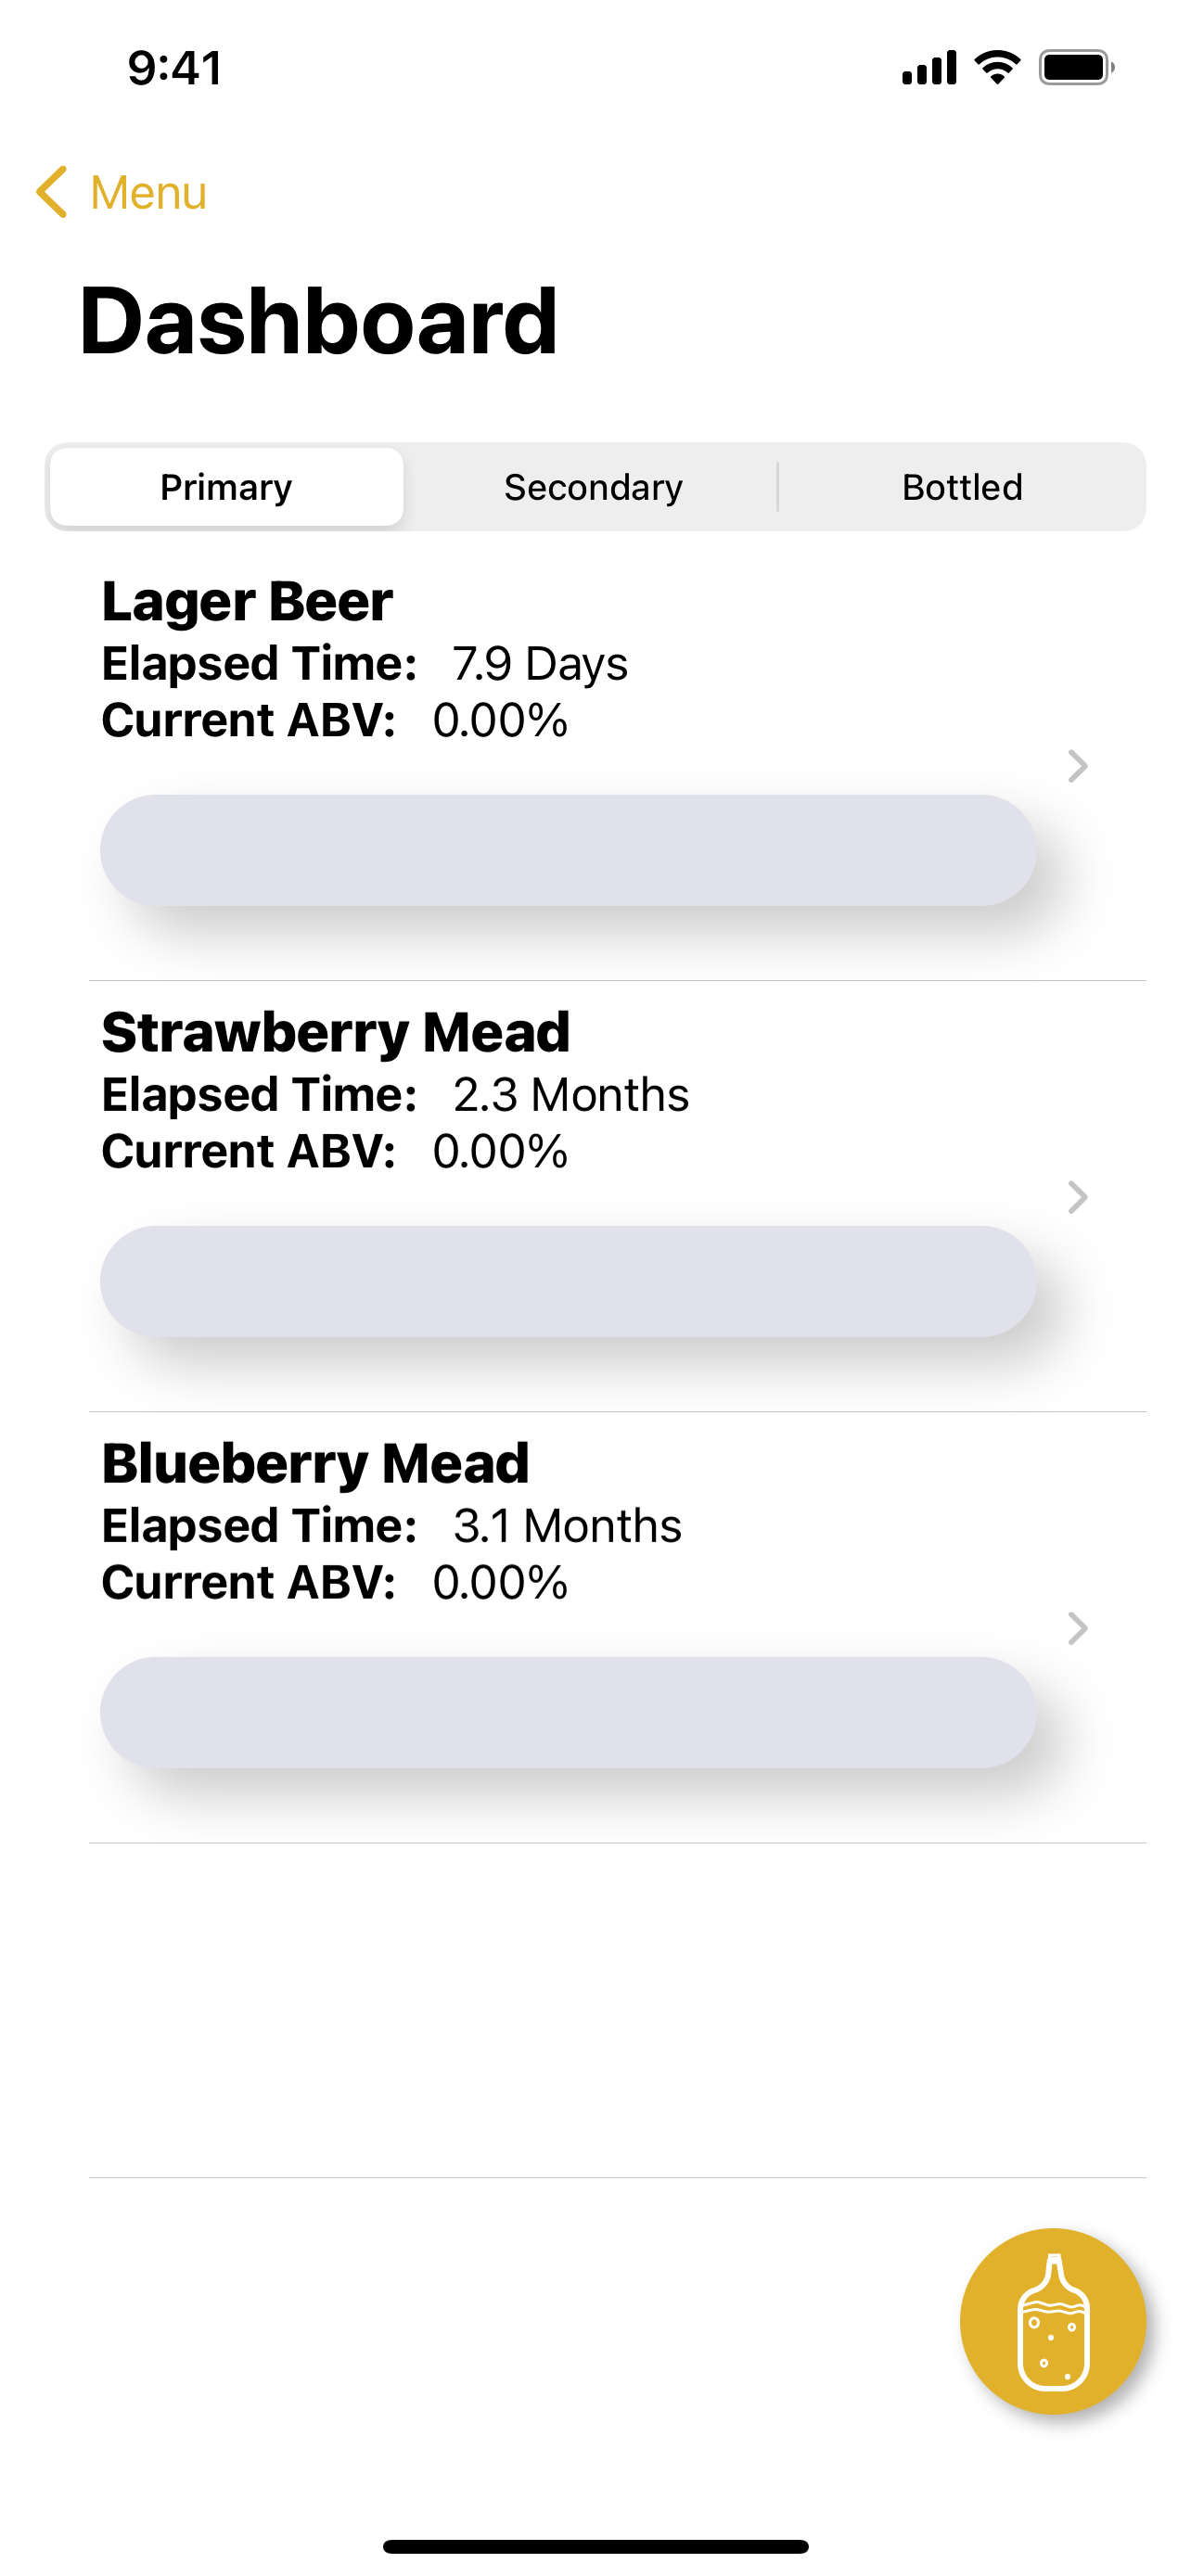 9:41
Menu
Dashboard
Primary Secondary Bottled
Lager Beer
Elapsed Time: 7.9 Days
Current ABV: 0.00%
Strawberry Mead
Elapsed Time: 2.3 Months
Current ABV: 0.00%
Blueberry Mead
Elapsed Time: 3.1 Months
Current ABV: 0.00%